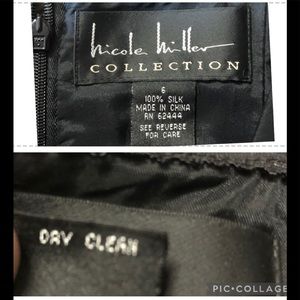 nicole miller
COLLECTION
6
100% SILK
MADE IN CHINA
RN 62444
SEE REVERSE
FOR CARE
DRY CLEAN
PIC•COLLAGE